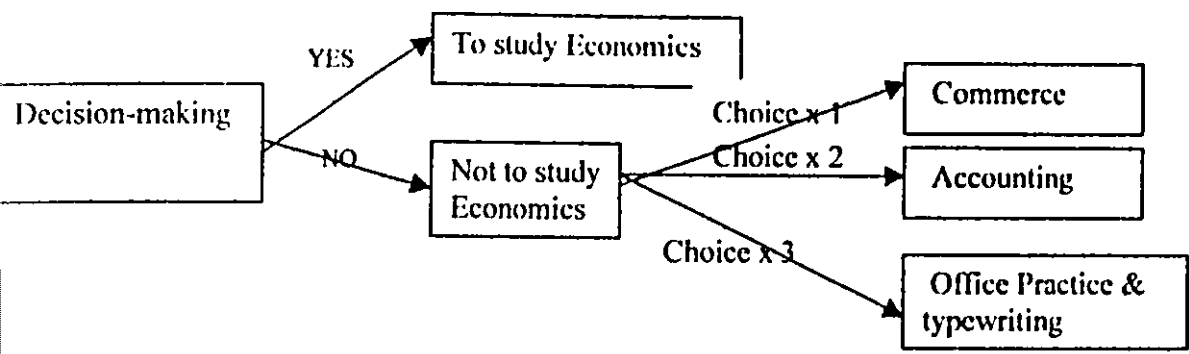 To study Economics
YES
Decision-making
Commerce
Choice x 1
Choice x 2
NO
Not to study
Economics
Accounting
Choice x 3
Office Practice &
typewriting